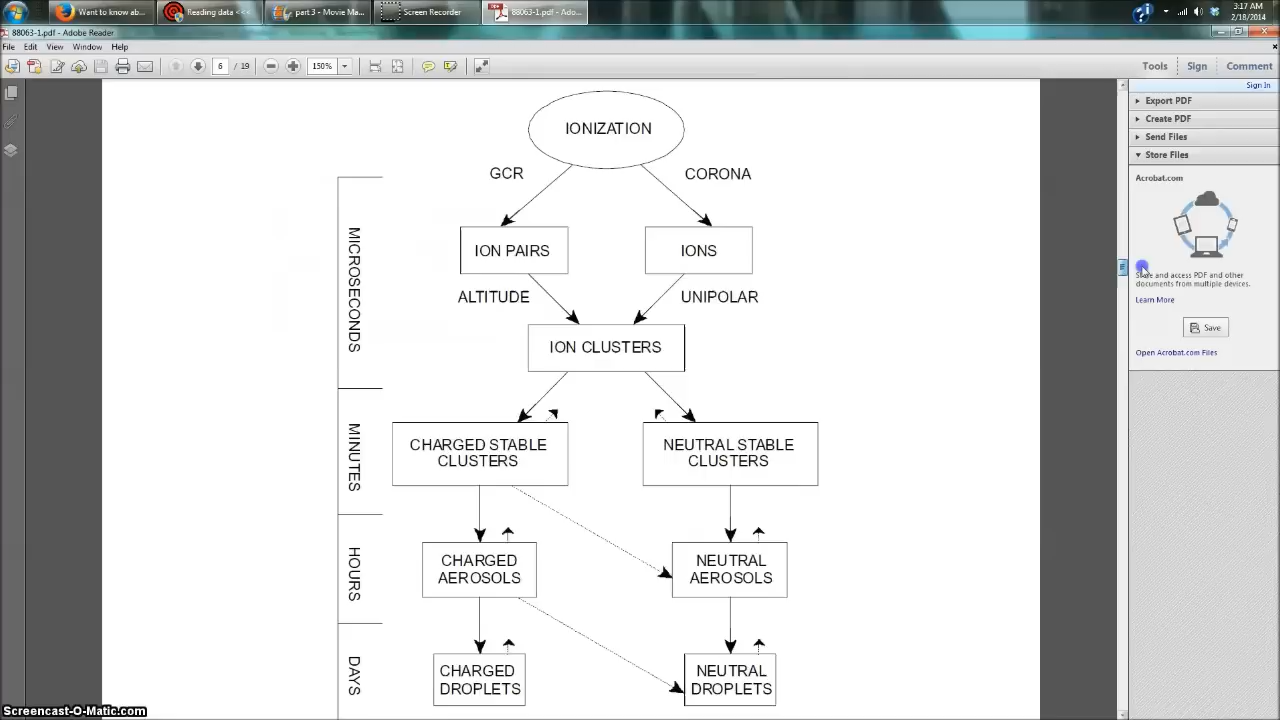 Want to know ab...
Reading data <<<...
part 3 - Movie Ma...
Screen Recorder
88063-1.pdf - Ado...
3:17 AM
2/18/2014
88063-1.pdf - Adobe Reader
File Edit View Window Help
6 / 19
150%
Tools Sign Comment
Sign In
Export PDF
Create PDF
Send Files
Store Files
Acrobat.com
Store and access PDF and other
documents from multiple devices.
Learn More
Save
Open Acrobat.com Files
IONIZATION
GCR
CORONA
MICROSECONDS
ION PAIRS
IONS
ALTITUDE
UNIPOLAR
ION CLUSTERS
MINUTES
CHARGED STABLE
CLUSTERS
NEUTRAL STABLE
CLUSTERS
HOURS
CHARGED
AEROSOLS
NEUTRAL
AEROSOLS
DAYS
CHARGED
DROPLETS
NEUTRAL
DROPLETS
Screencast-O-Matic.com